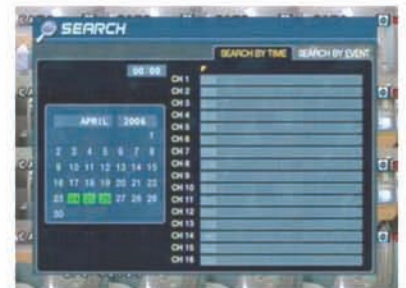 SEARCH
SEARCH BY TIME SEARCH BY EVENT
00:00
APRIL 2006
1
2 3 4 5 6 7 8
9 10 11 12 13 14 15
16 17 18 19 20 21 22
23 24 25 26 27 28 29
30
CH 1
CH 2
CH 3
CH 4
CH 5
CH 6
CH 7
CH 8
CH 9
CH 10
CH 11
CH 12
CH 13
CH 14
CH 15
CH 16